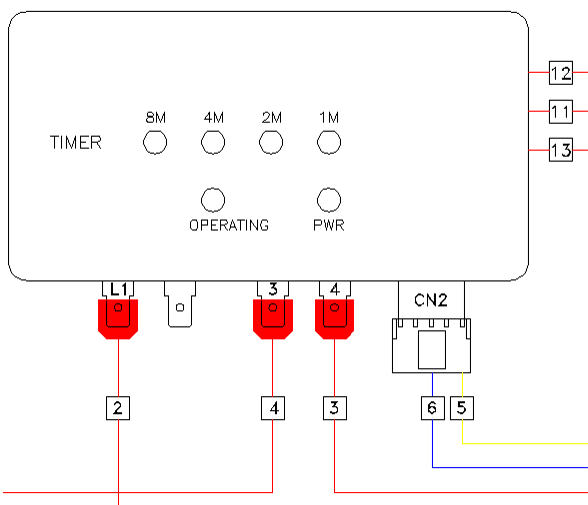 12
11
13
8M 4M 2M 1M
TIMER
OPERATING PWR
L1 3 4 CN2
2 4 3 6 5